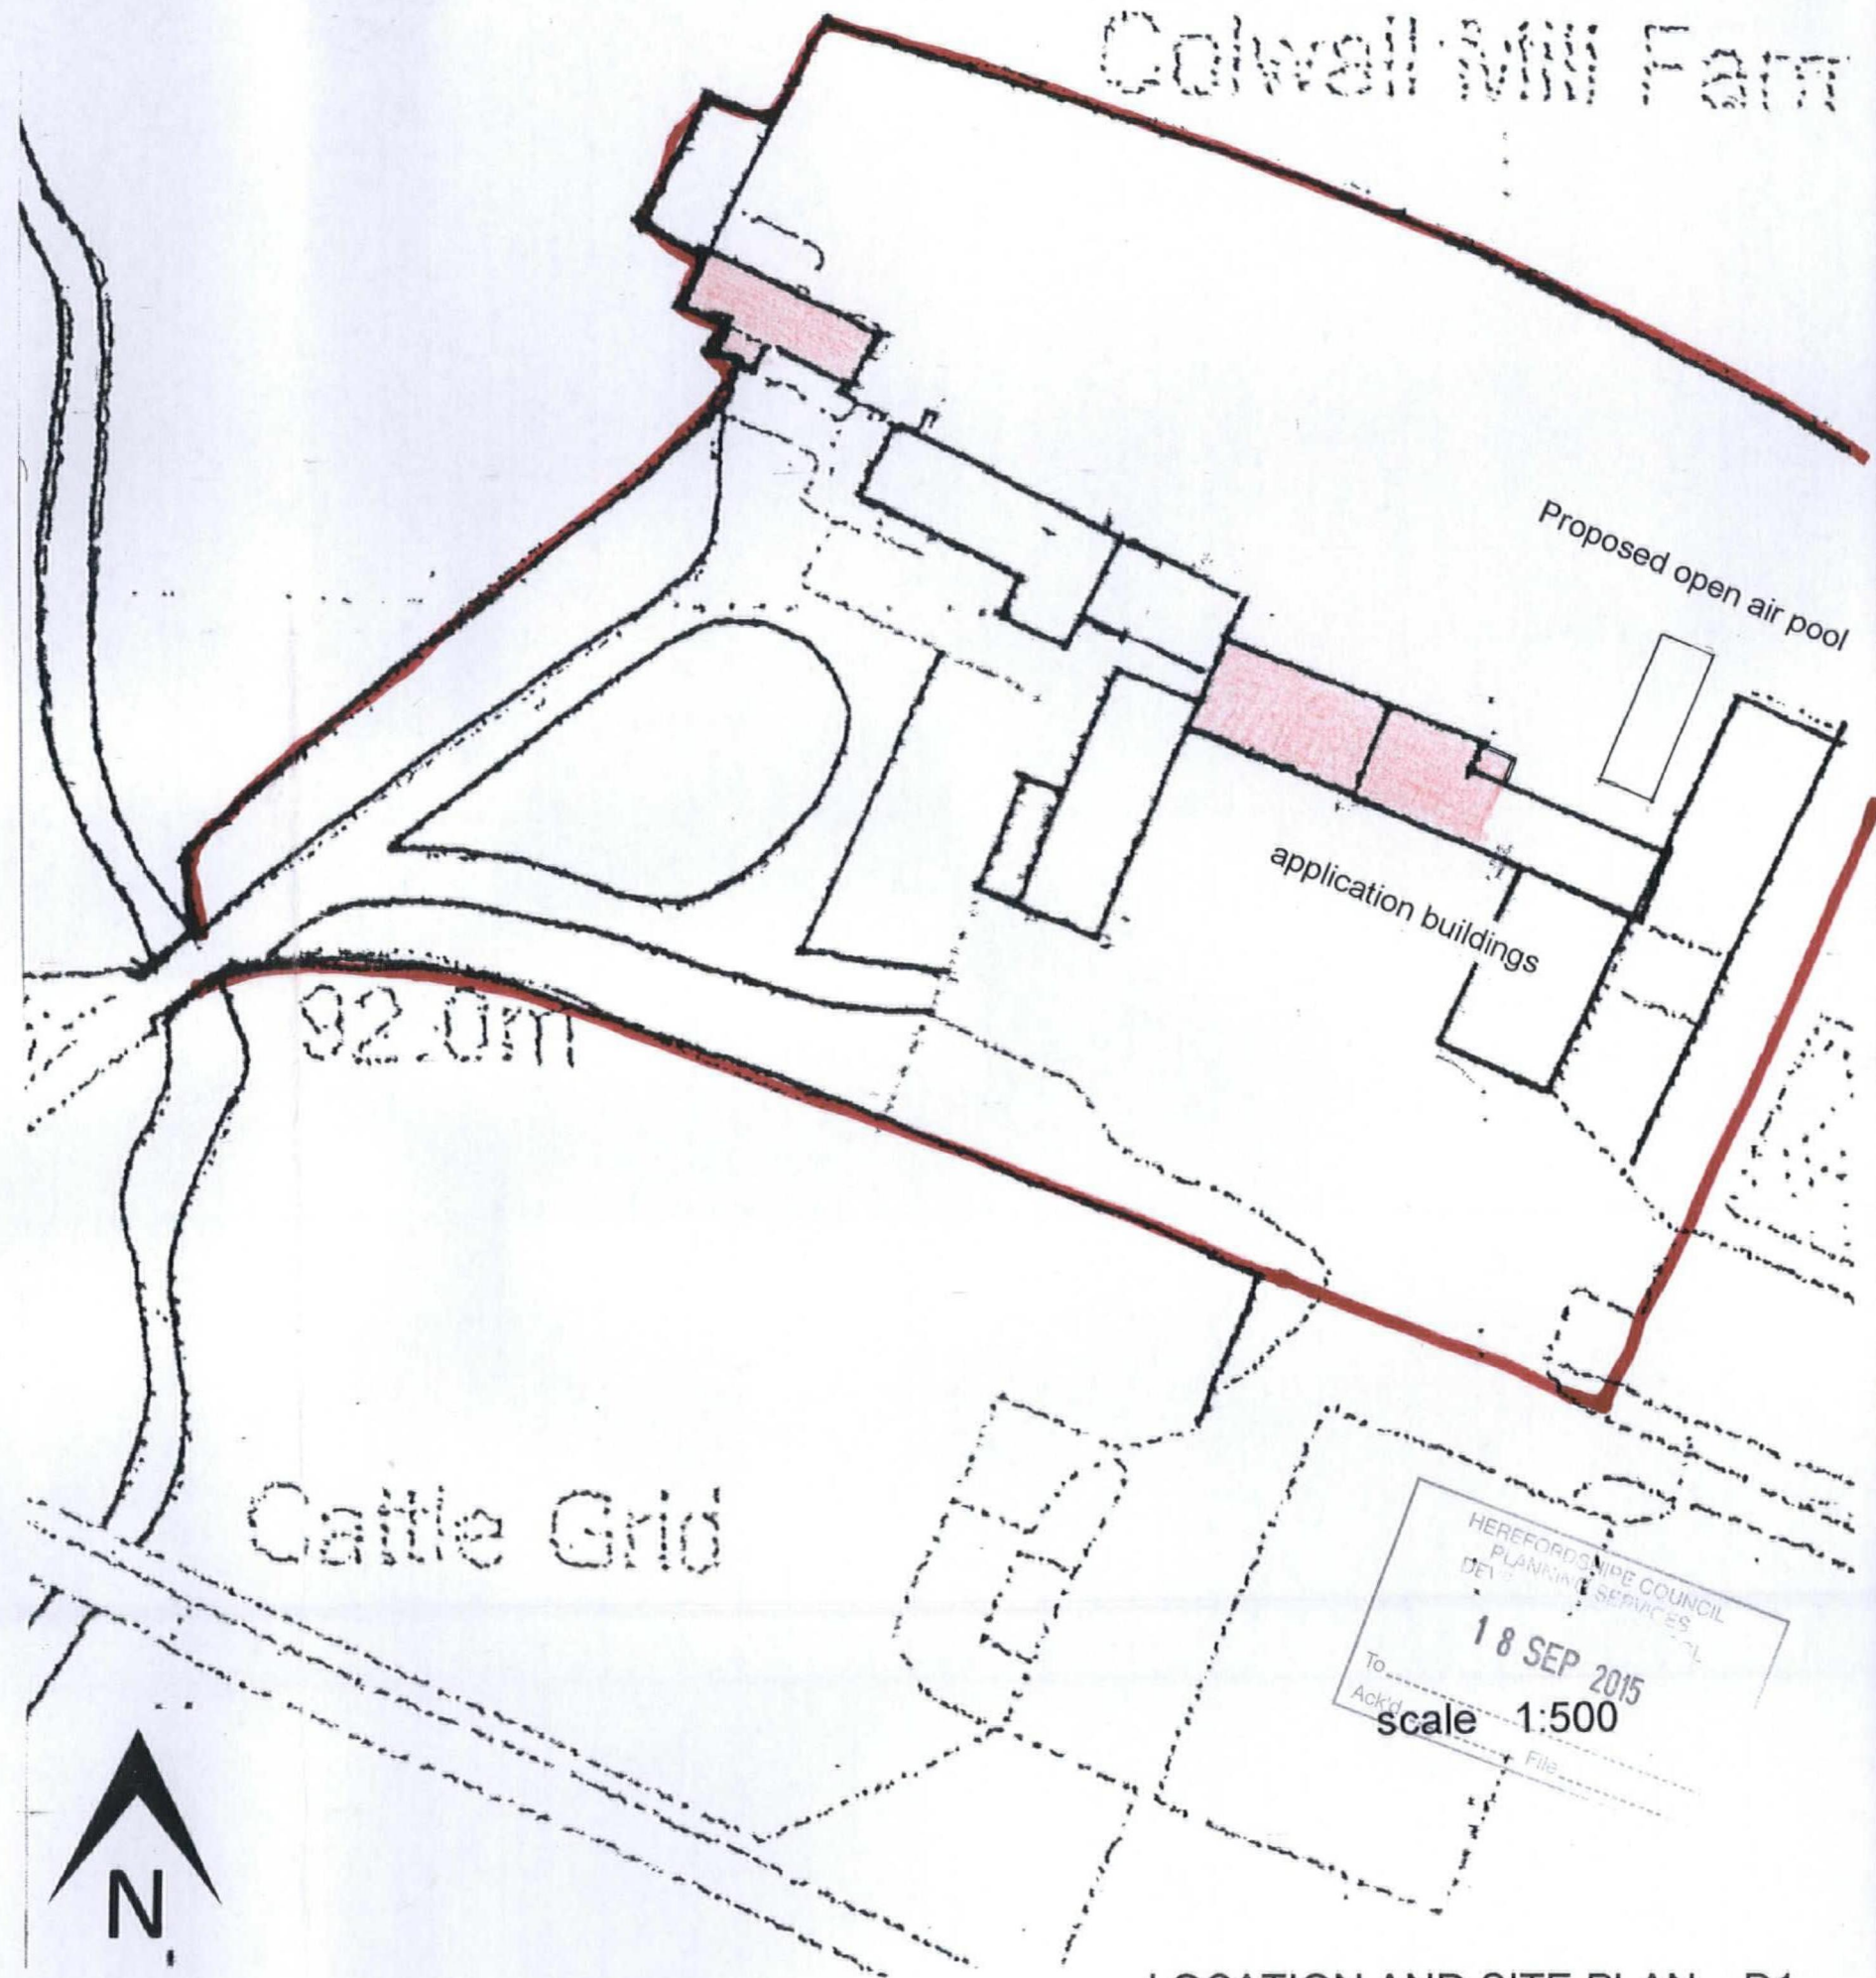 Colwall Mill Farm
Proposed open air pool
application buildings
92.0m
Cattle Grid
HEREFORDSHIRE COUNCIL
PLANNING SERVICES
18 SEP 2015
To
Ack'd
File
scale 1:500
N
LOCATION AND SITE PLAN